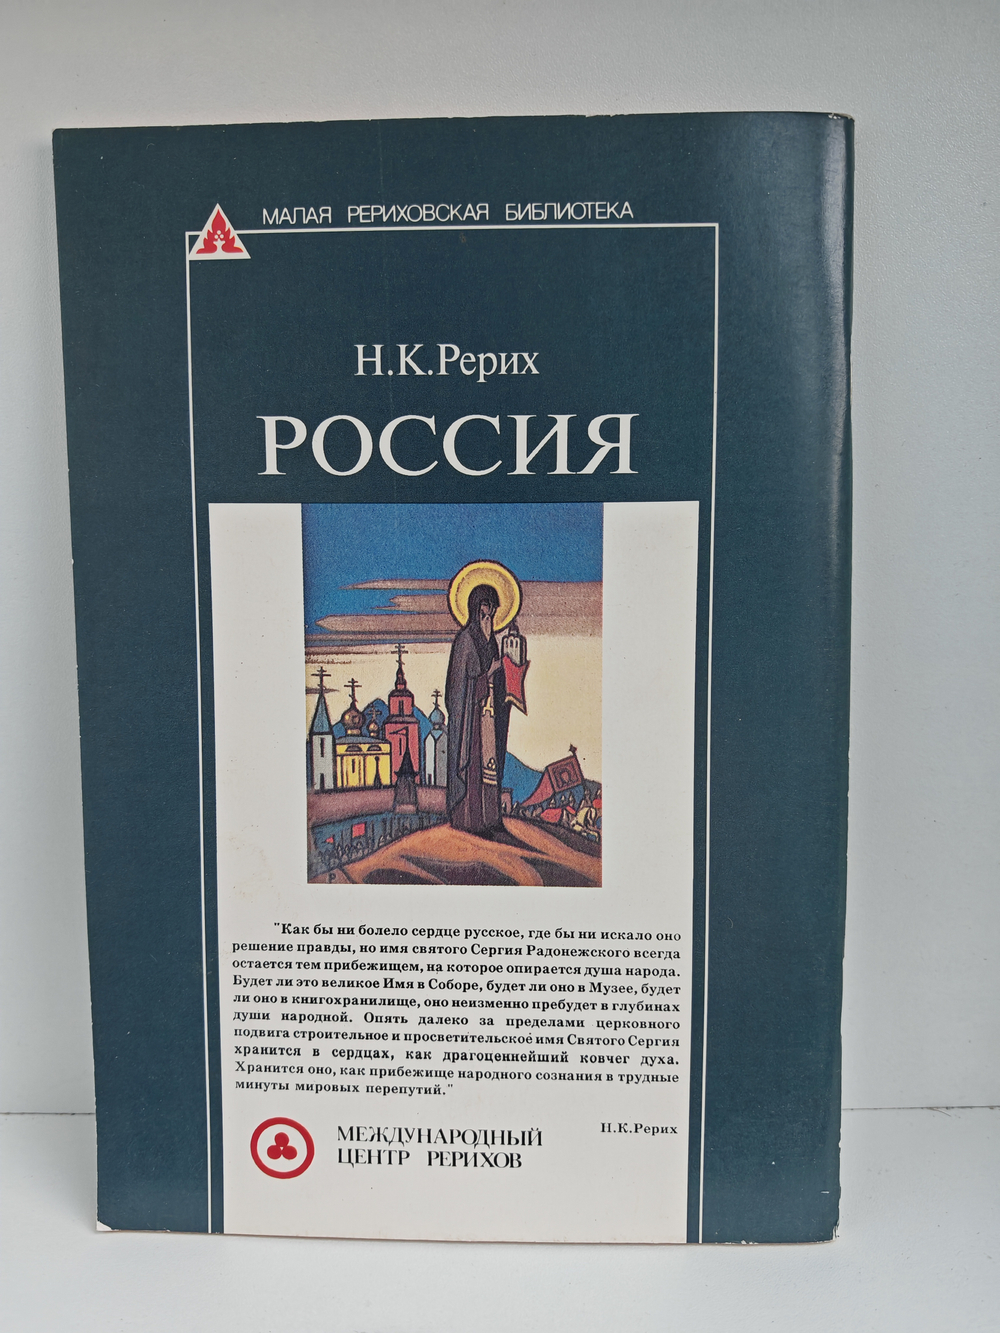 МАЛАЯ РЕРИХОВСКАЯ БИБЛИОТЕКА
Н.К.Рерих
РОССИЯ
"Как бы ни болело сердце русское, где бы ни искало оно
решение правды, но имя святого Сергия Радонежского всегда
остается тем прибежищем, на которое опирается душа народа.
Будет ли это великое Имя в Соборе, будет ли оно в Музее, будет
ли оно в книгохранилище, оно неизменно пребудет в глубинах
души народной. Опять далеко за пределами церковного
подвига строительное и просветительское имя Святого Сергия
хранится в сердцах, как драгоценнейший ковчег духа.
Хранится оно, как прибежище народного сознания в трудные
минуты мировых перепутий."
Н.К.Рерих
МЕЖДУНАРОДНЫЙ
ЦЕНТР РЕРИХОВ